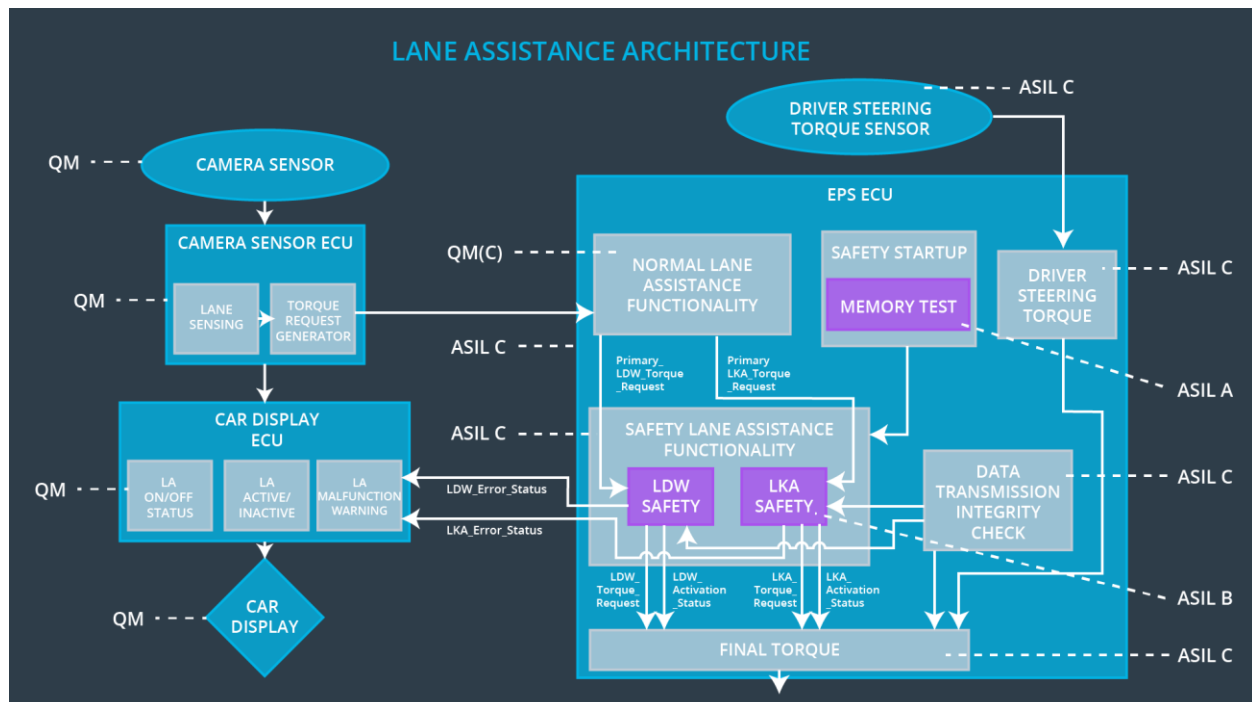 LANE ASSISTANCE ARCHITECTURE
ASIL C
DRIVER STEERING
TORQUE SENSOR
QM
CAMERA SENSOR
EPS ECU
CAMERA SENSOR ECU
QM(C)
NORMAL LANE
ASSISTANCE
FUNCTIONALITY
SAFETY STARTUP
MEMORY TEST
DRIVER
STEERING
TORQUE
ASIL C
QM
LANE
SENSING
TORQUE
REQUEST
GENERATOR
ASIL C
Primary_
LDW_Torque
_Request
Primary
LKA_Torque
_Request
ASIL A
CAR DISPLAY
ECU
ASIL C
SAFETY LANE ASSISTANCE
FUNCTIONALITY
QM
LA
ON/OFF
STATUS
LA
ACTIVE/
INACTIVE
LA
MALFUNCTION
WARNING
LDW_Error_Status
LKA_Error_Status
LDW
SAFETY
LKA
SAFETY
DATA
TRANSMISSION
INTEGRITY
CHECK
ASIL C
LDW_
Torque_
Request
LDW_
Activation
_Status
LKA_
Torque_
Request
LKA_
Activation
_Status
ASIL B
QM
CAR
DISPLAY
FINAL TORQUE
ASIL C